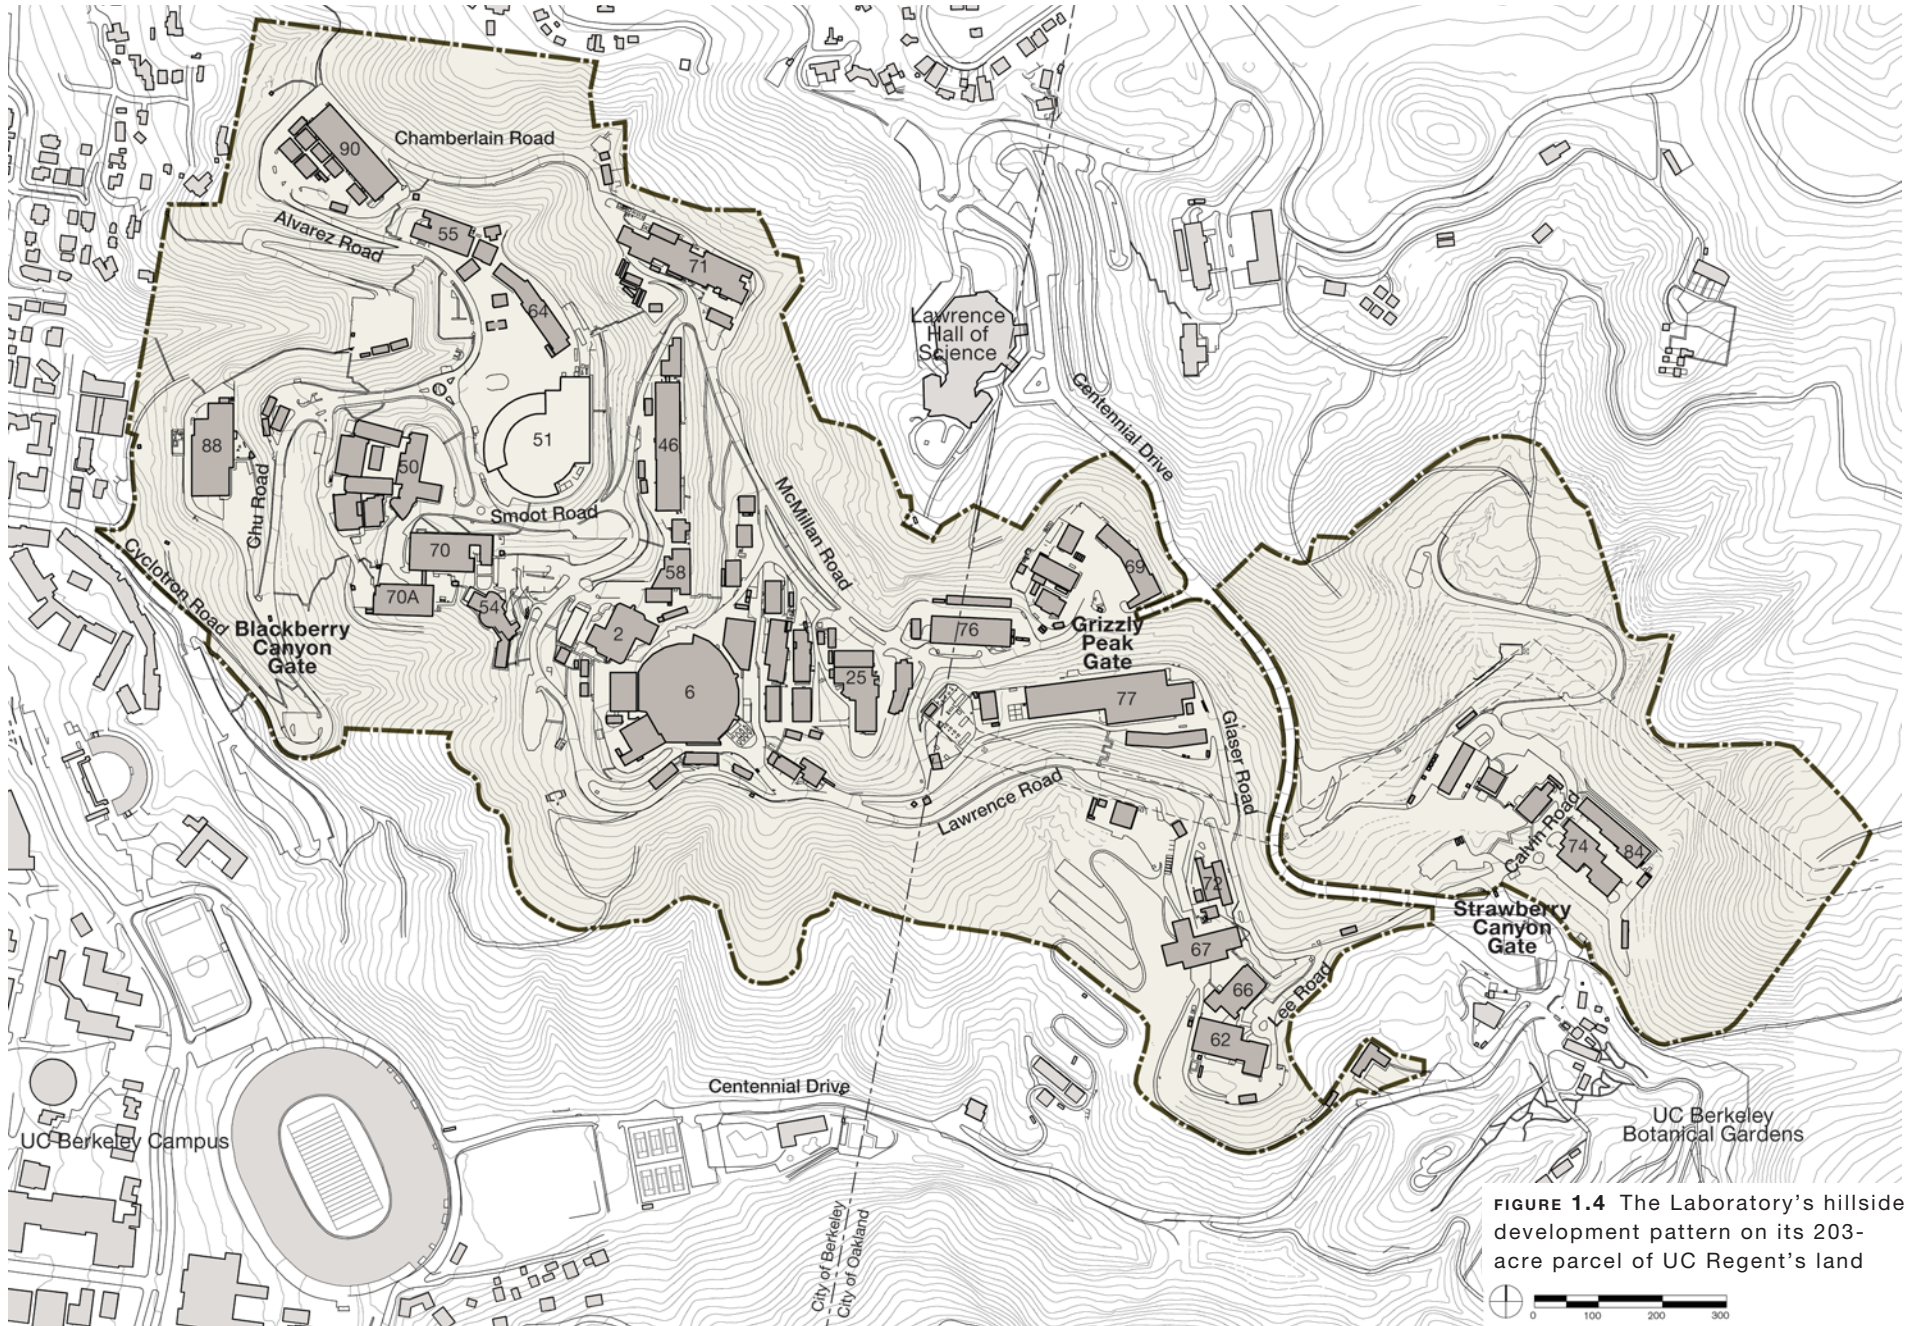 Chamberlain Road
90
Alvarez Road
55
71
64
Lawrence
Hall of
Science
Centennial Drive
51
88
46
50
Chu Road
McMillan Road
Smoot Road
70
58
69
Cyclotron Road
70A
54
Blackberry
Canyon
Gate
2
76
Grizzly
Peak
Gate
6
25
77
Glaser Road
Lawrence Road
Calvin Road
74
84
72
Strawberry
Canyon
Gate
67
66
Lee Road
62
Centennial Drive
UC Berkeley Campus
UC Berkeley
Botanical Gardens
City of Berkeley
City of Oakland
FIGURE 1.4 The Laboratory's hillside
development pattern on its 203-
acre parcel of UC Regent's land
0 100 200 300